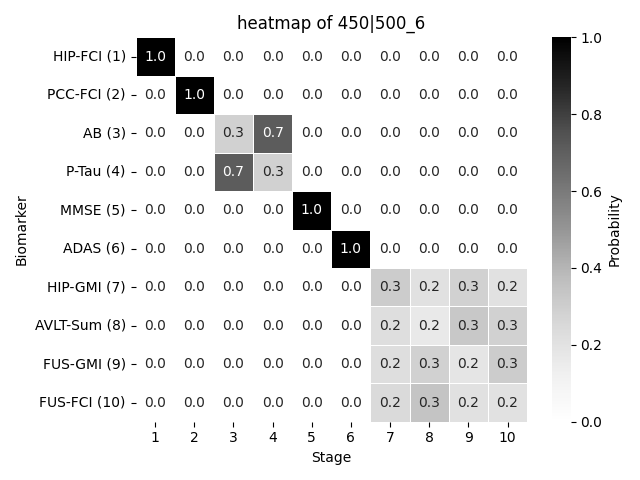 heatmap of 450|500_6
HIP-FCI (1) 1.0 0.0 0.0 0.0 0.0 0.0 0.0 0.0 0.0 0.0
PCC-FCI (2) 0.0 1.0 0.0 0.0 0.0 0.0 0.0 0.0 0.0 0.0
AB (3) 0.0 0.0 0.3 0.7 0.0 0.0 0.0 0.0 0.0 0.0
P-Tau (4) 0.0 0.0 0.7 0.3 0.0 0.0 0.0 0.0 0.0 0.0
MMSE (5) 0.0 0.0 0.0 0.0 1.0 0.0 0.0 0.0 0.0 0.0
ADAS (6) 0.0 0.0 0.0 0.0 0.0 1.0 0.0 0.0 0.0 0.0
HIP-GMI (7) 0.0 0.0 0.0 0.0 0.0 0.0 0.3 0.2 0.3 0.2
AVLT-Sum (8) 0.0 0.0 0.0 0.0 0.0 0.0 0.2 0.2 0.3 0.3
FUS-GMI (9) 0.0 0.0 0.0 0.0 0.0 0.0 0.2 0.3 0.2 0.3
FUS-FCI (10) 0.0 0.0 0.0 0.0 0.0 0.0 0.2 0.3 0.2 0.2
1 2 3 4 5 6 7 8 9 10
Stage
Biomarker
1.0
0.8
0.6
0.4
0.2
0.0
Probability